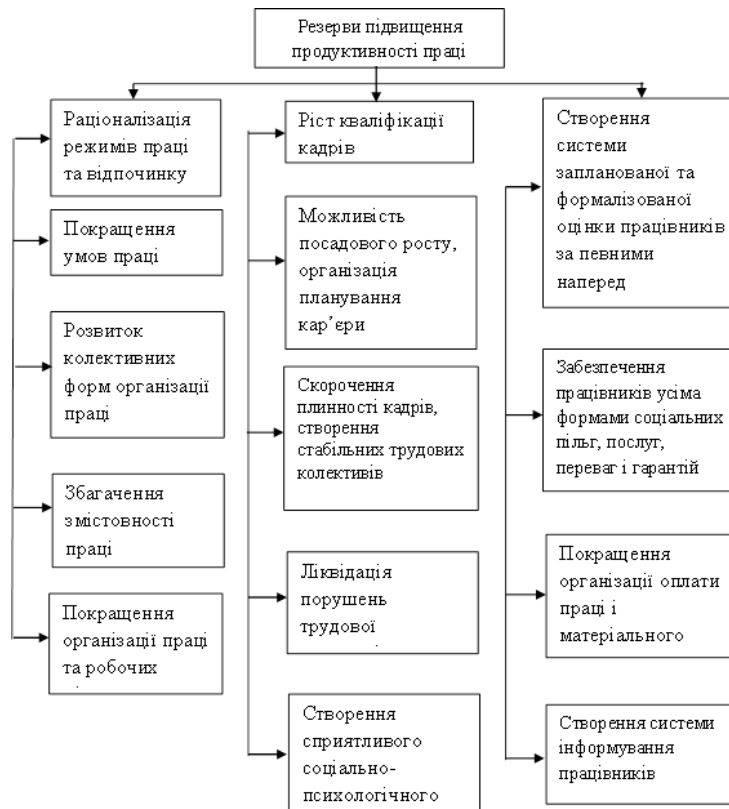 Резерви підвищення
продуктивності праці
Раціоналізація
режимів праці
та відпочинку
Покращення
умов праці
Розвиток
колективних
форм організації
праці
Збагачення
змістовності
праці
Покращення
організації праці
та робочих
Ріст кваліфікації
кадрів
Можливість
посадового росту,
організація
планування
кар’єри
Скорочення
плинності кадрів,
створення
стабільних трудових
колективів
Ліквідація
порушень
трудової
Створення
сприятливого
соціально-
психологічного
Створення
системи
запланованої та
формалізованої
оцінки працівників
за певними
наперед
Забезпечення
працівників усіма
формами соціальних
пільг, послуг,
переваг і гарантій
Покращення
організації оплати
праці і
матеріального
Створення системи
інформування
працівників